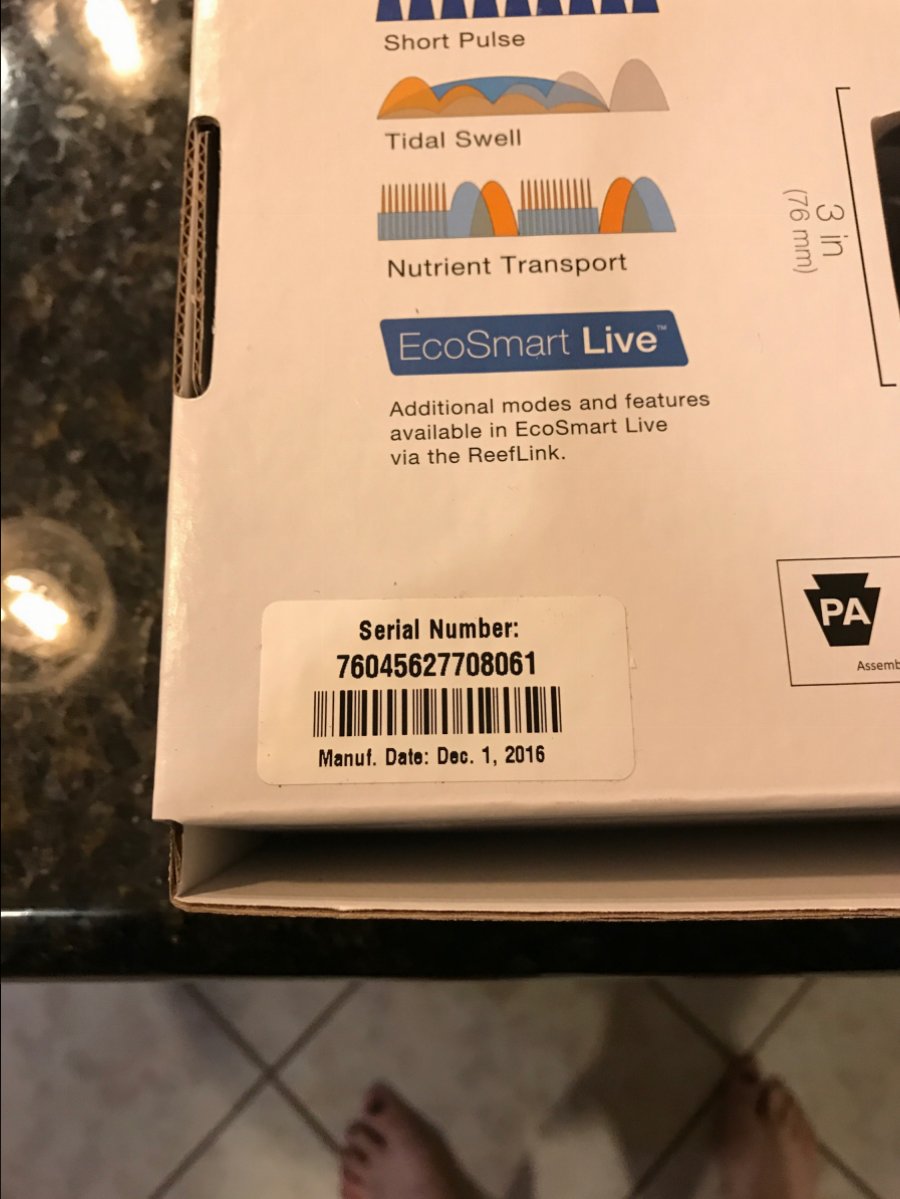 Short Pulse
Tidal Swell
Nutrient Transport
EcoSmart Live™
Additional modes and features
available in EcoSmart Live
via the ReefLink.
3 in
(76 mm)
PA
Serial Number:
76045627708061
Manuf. Date: Dec. 1, 2016